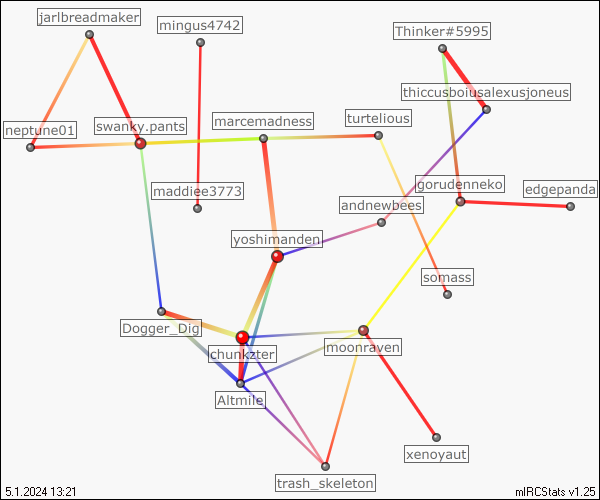 jarlbreadmaker
mingus4742
Thinker#5995
thiccusboiusalexusjoneus
marcemadness
turtelious
swanky.pants
neptune01
gorudenneko
edgepanda
maddiee3773
andnewbees
yoshimanden
somass
Dogger_Dig
moonraven
chunkzter
Altmile
xenoyaut
trash_skeleton
5.1.2024 13:21
mIRCStats v1.25